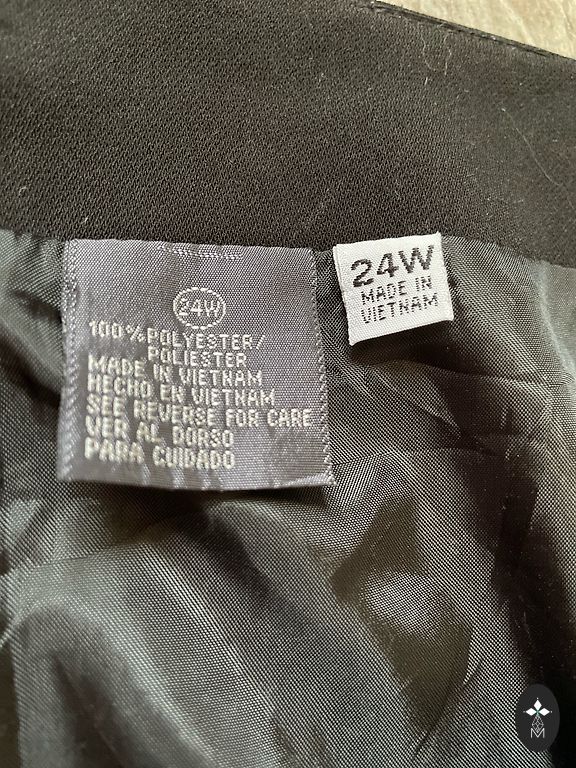 24W
100% POLYESTER/
POLIESTER
MADE IN VIETNAM
HECHO EN VIETNAM
SEE REVERSE FOR CARE
VER AL DORSO
PARA CUIDADO
24W
MADE IN
VIETNAM
M